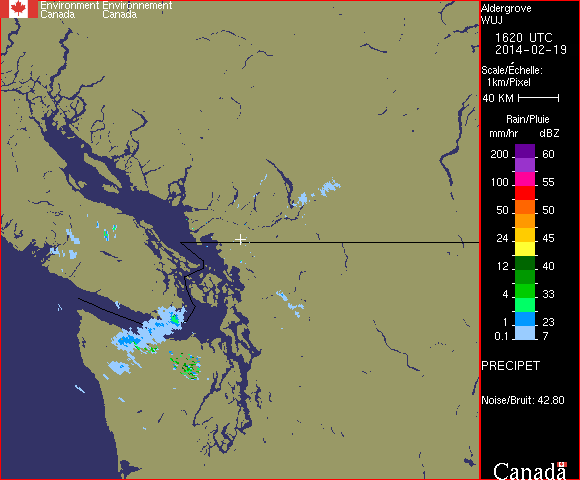 Environment Environnement
Canada Canada
Aldergrove
WUJ
1620 UTC
2014-02-19
Scale/Échelle:
1km/Pixel
40 KM
Rain/Pluie
mm/hr dBZ
200 60
100 55
50 50
24 45
12 40
4 33
1 23
0.1 7
PRECIPET
Noise/Bruit: 42.80
Canada